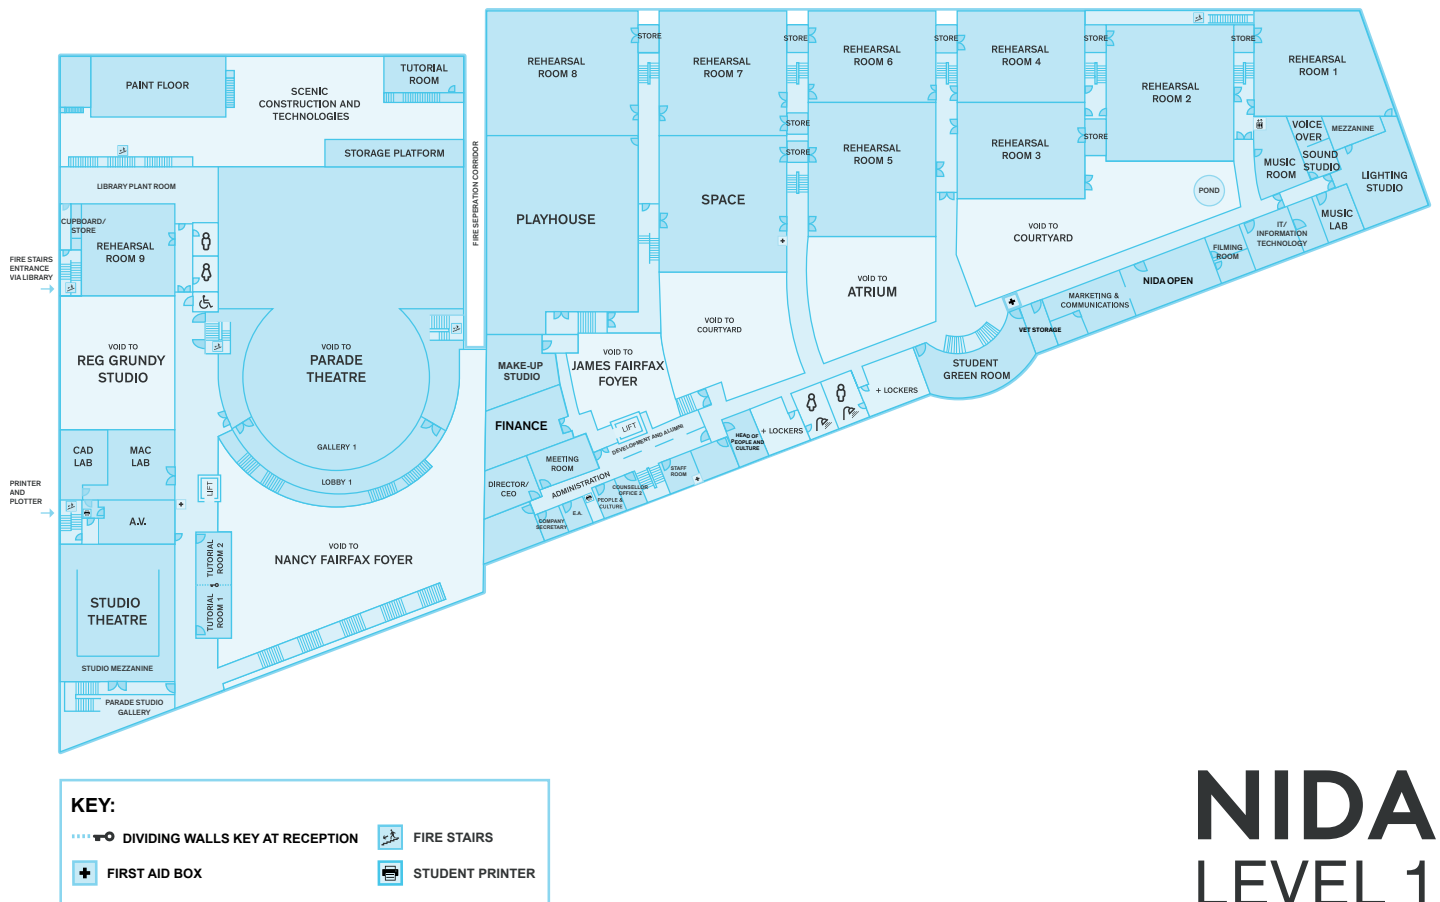 PAINT FLOOR
SCENIC
CONSTRUCTION AND
TECHNOLOGIES
TUTORIAL
ROOM
STORAGE PLATFORM
LIBRARY PLANT ROOM
FIRE SEPERATION CORRIDOR
CUPBOARD/
STORE
REHEARSAL
ROOM 9
FIRE STAIRS
ENTRANCE
VIA LIBRARY
VOID TO
REG GRUNDY
STUDIO
VOID TO
PARADE
THEATRE
GALLERY 1
LOBBY 1
CAD
LAB
MAC
LAB
PRINTER
AND
PLOTTER
A.V.
LIFT
TUTORIAL
ROOM 2
TUTORIAL
ROOM 1
VOID TO
NANCY FAIRFAX FOYER
STUDIO
THEATRE
STUDIO MEZZANINE
PARADE STUDIO
GALLERY
REHEARSAL
ROOM 8
STORE
REHEARSAL
ROOM 7
STORE
REHEARSAL
ROOM 6
STORE
REHEARSAL
ROOM 4
STORE
REHEARSAL
ROOM 2
STORE
REHEARSAL
ROOM 1
STORE
STORE
REHEARSAL
ROOM 5
REHEARSAL
ROOM 3
STORE
VOICE
OVER
MEZZANINE
SOUND
STUDIO
MUSIC
ROOM
LIGHTING
STUDIO
MUSIC
LAB
POND
PLAYHOUSE
SPACE
VOID TO
COURTYARD
IT/
INFORMATION
TECHNOLOGY
FILMING
ROOM
NIDA OPEN
MARKETING &
COMMUNICATIONS
VET STORAGE
VOID TO
ATRIUM
VOID TO
COURTYARD
STUDENT
GREEN ROOM
+ LOCKERS
+ LOCKERS
MAKE-UP
STUDIO
VOID TO
JAMES FAIRFAX
FOYER
FINANCE
LIFT
DEVELOPMENT AND ALUMNI
HEAD OF
PEOPLE AND
CULTURE
MEETING
ROOM
DIRECTOR/
CEO
ADMINISTRATION
STAFF
ROOM
COUNSELLOR
OFFICE 2
PEOPLE &
CULTURE
E.A.
COMPANY
SECRETARY
KEY:
DIVIDING WALLS KEY AT RECEPTION
FIRE STAIRS
FIRST AID BOX
STUDENT PRINTER
NIDA
LEVEL 1